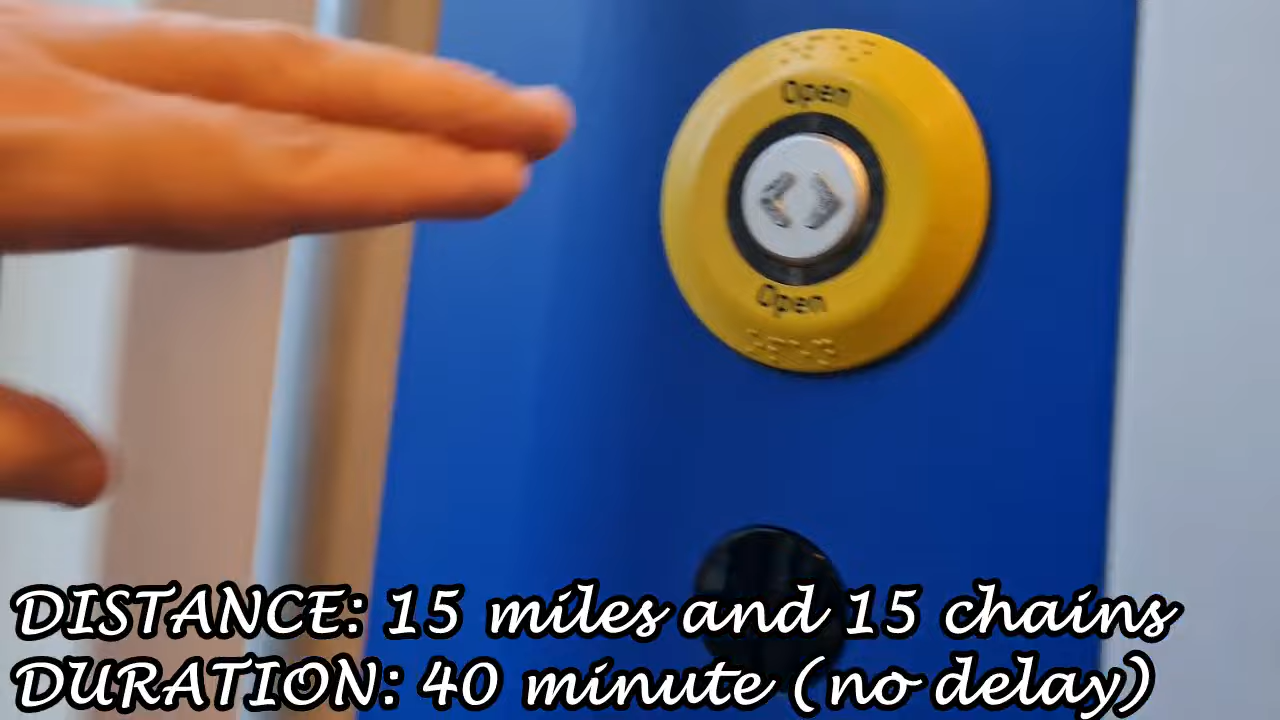 Open
Open
DISTANCE: 15 miles and 15 chains
DURATION: 40 minute (no delay)